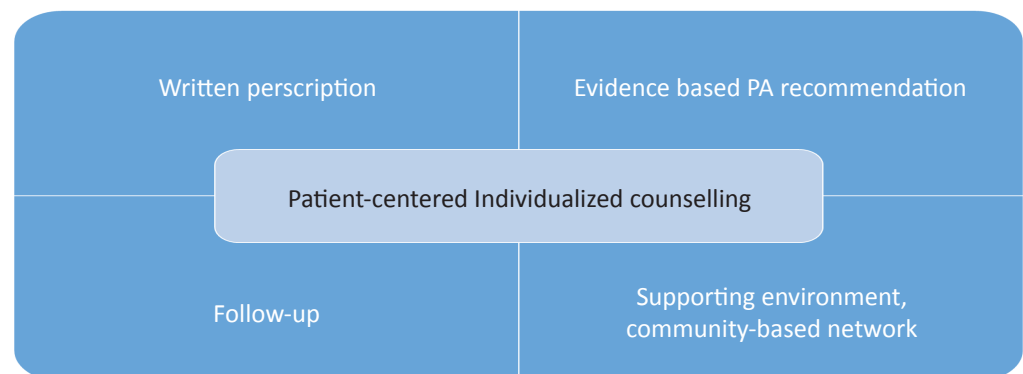 Written perscription
Evidence based PA recommendation
Patient-centered Individualized counselling
Follow-up
Supporting environment,
community-based network